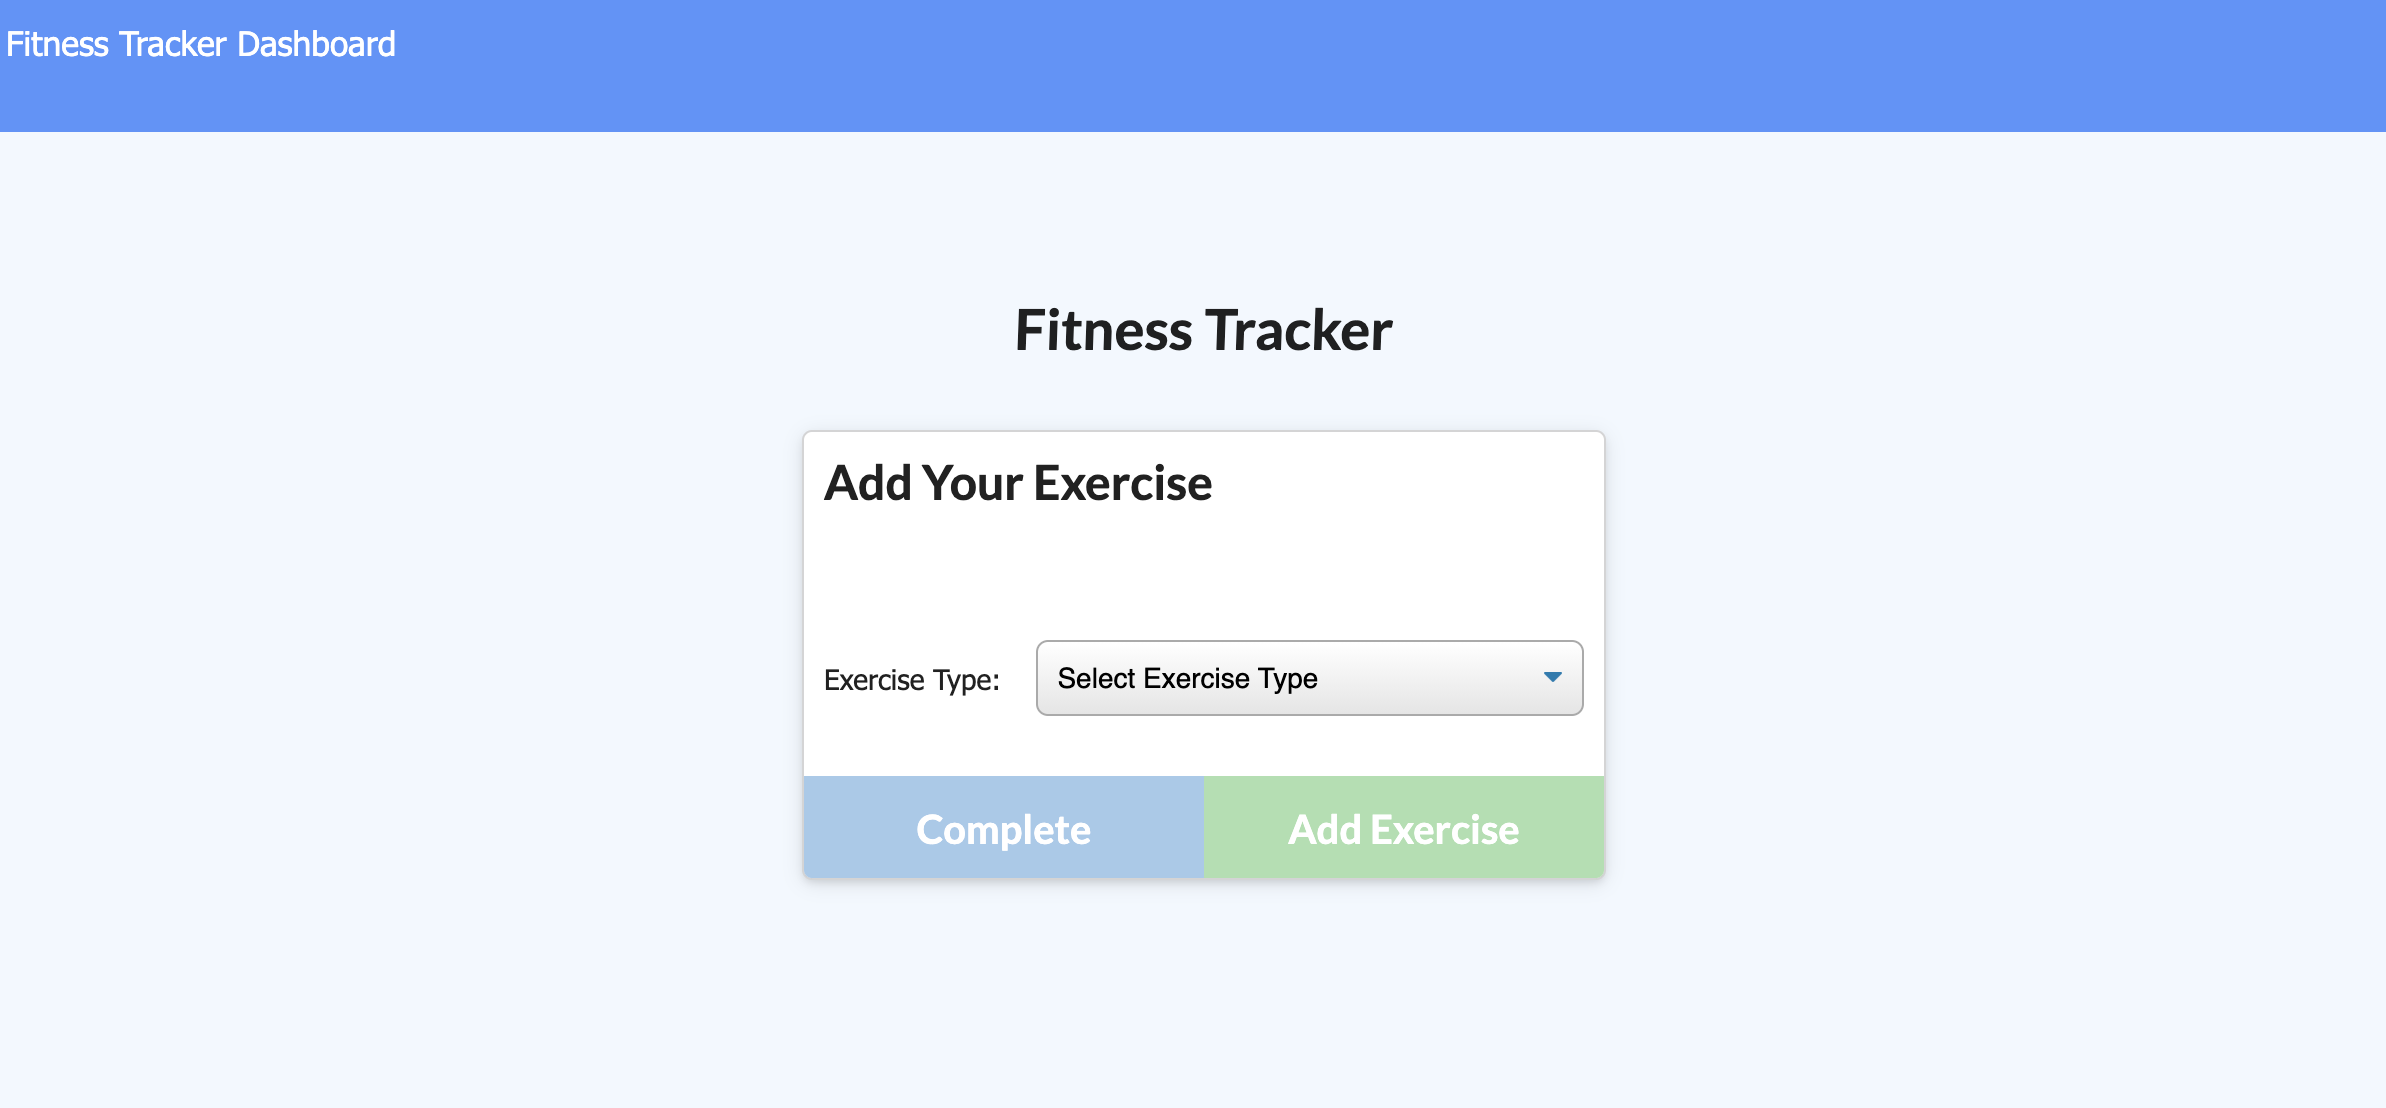 Fitness Tracker Dashboard
Fitness Tracker
Add Your Exercise
Exercise Type: Select Exercise Type
Complete Add Exercise